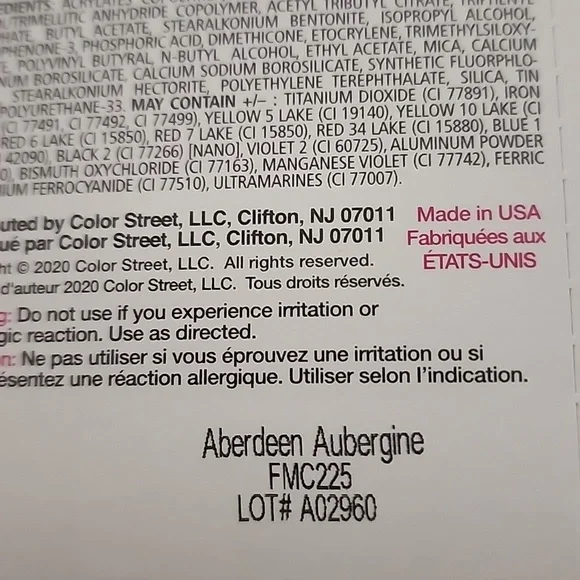 EDIENTS: ACRYLATES COPOLYMER, ACETYL TRIBUTYL CITRATE,
TRIMELLITIC ANHYDRIDE COPOLYMER,
BUTYL ACETATE, STEARALKONIUM BENTONITE, ISOPROPYL ALCOHOL,
PHENONE-3, PHOSPHORIC ACID, DIMETHICONE, ETOCRYLENE, TRIMETHYLSILOXY-
E, POLYVINYL BUTYRAL, N-BUTYL ALCOHOL, ETHYL ACETATE, MICA, CALCIUM
NUM BOROSILICATE, CALCIUM SODIUM BOROSILICATE, SYNTHETIC FLUORPHLO-
STEARALKONIUM HECTORITE, POLYETHYLENE TEREPHTHALATE, SILICA, TIN
POLYURETHANE-33. MAY CONTAIN +/– : TITANIUM DIOXIDE (CI 77891), IRON
(CI 77491, CI 77492, CI 77499), YELLOW 5 LAKE (CI 19140), YELLOW 10 LAKE (CI
RED 6 LAKE (CI 15850), RED 7 LAKE (CI 15850), RED 34 LAKE (CI 15880), BLUE 1
42090), BLACK 2 (CI 77266) [NANO], VIOLET 2 (CI 60725), ALUMINUM POWDER
0), BISMUTH OXYCHLORIDE (CI 77163), MANGANESE VIOLET (CI 77742), FERRIC
IUM FERROCYANIDE (CI 77510), ULTRAMARINES (CI 77007).
uted by Color Street, LLC, Clifton, NJ 07011
ué par Color Street, LLC, Clifton, NJ 07011
Made in USA
Fabriquées aux
ÉTATS-UNIS
ht © 2020 Color Street, LLC. All rights reserved.
d'auteur 2020 Color Street, LLC. Tous droits réservés.
g: Do not use if you experience irritation or
gic reaction. Use as directed.
n: Ne pas utiliser si vous éprouvez une irritation ou si
ésentez une réaction allergique. Utiliser selon l'indication.
Aberdeen Aubergine
FMC225
LOT# A02960